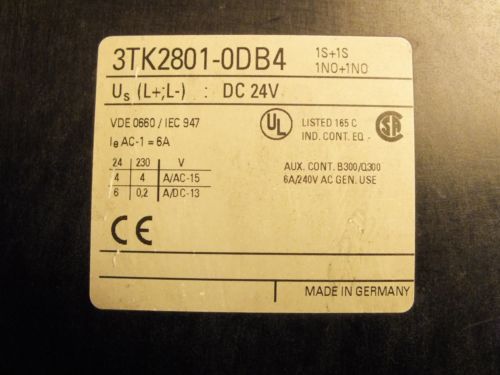 3TK2801-0DB4 1S+1S
1NO+1NO
Us (L+;L-) : DC 24V
VDE 0660 / IEC 947
Ie AC-1 = 6A
UL
LISTED 165 C
IND. CONT. EQ.
SA
24 230 V
4 4 A/AC-15
6 0,2 A/DC-13
AUX. CONT. B300/Q300
6A/240V AC GEN. USE
CE
MADE IN GERMANY